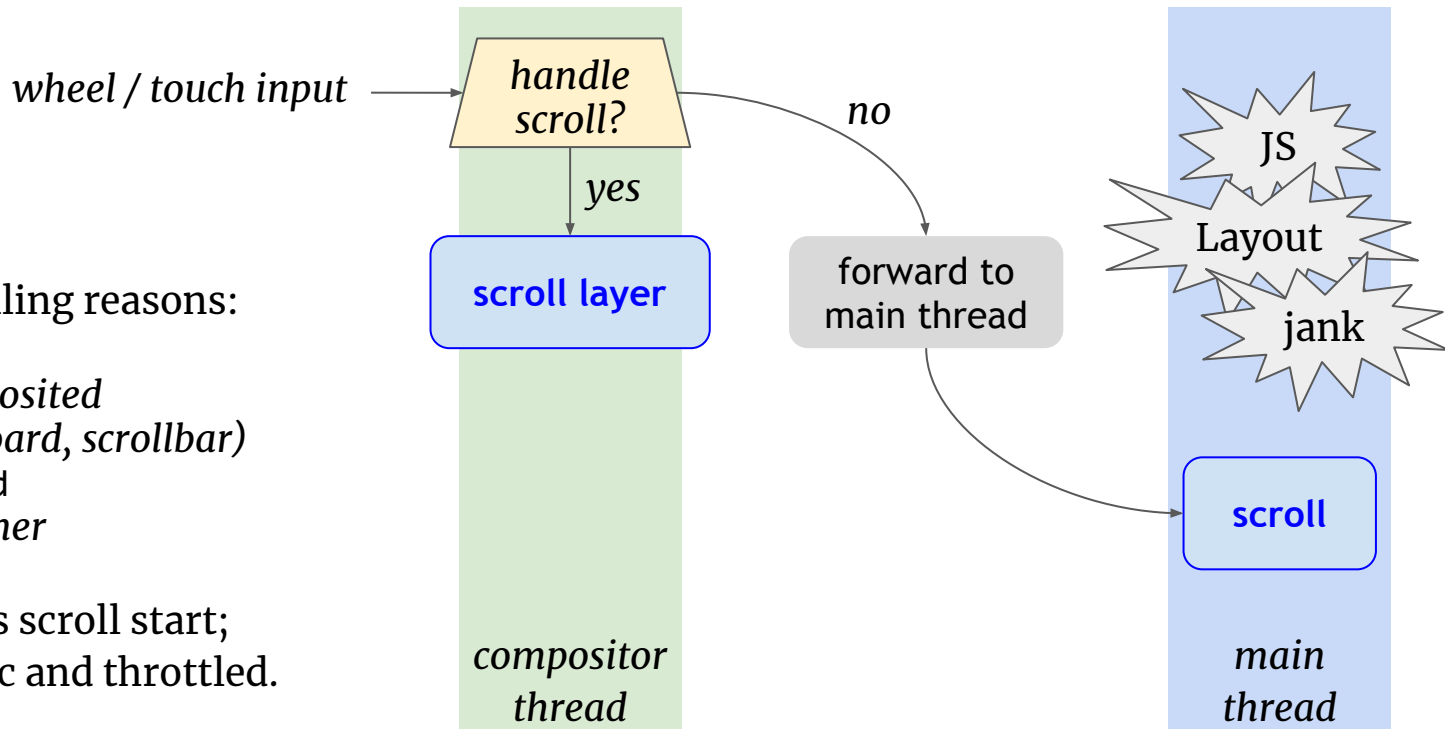 wheel / touch input
handle
scroll?
no
yes
scroll layer
forward to
main thread
JS
Layout
jank
scroll
ling reasons:
osited
oard, scrollbar)
d
ner
s scroll start;
c and throttled.
compositor
thread
main
thread